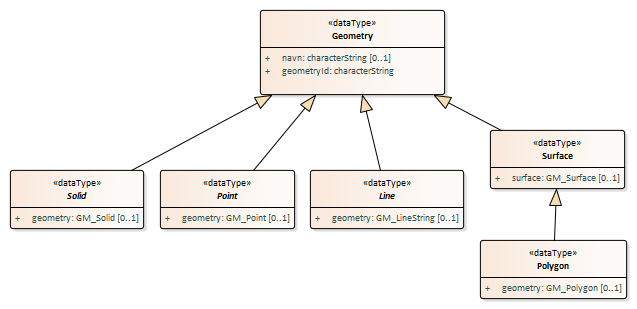 «dataType»
Geometry
+ navn: characterString [0..1]
+ geometryId: characterString
«dataType»
Solid
+ geometry: GM_Solid [0..1]
«dataType»
Point
+ geometry: GM_Point [0..1]
«dataType»
Line
+ geometry: GM_LineString [0..1]
«dataType»
Surface
+ surface: GM_Surface [0..1]
«dataType»
Polygon
+ geometry: GM_Polygon [0..1]